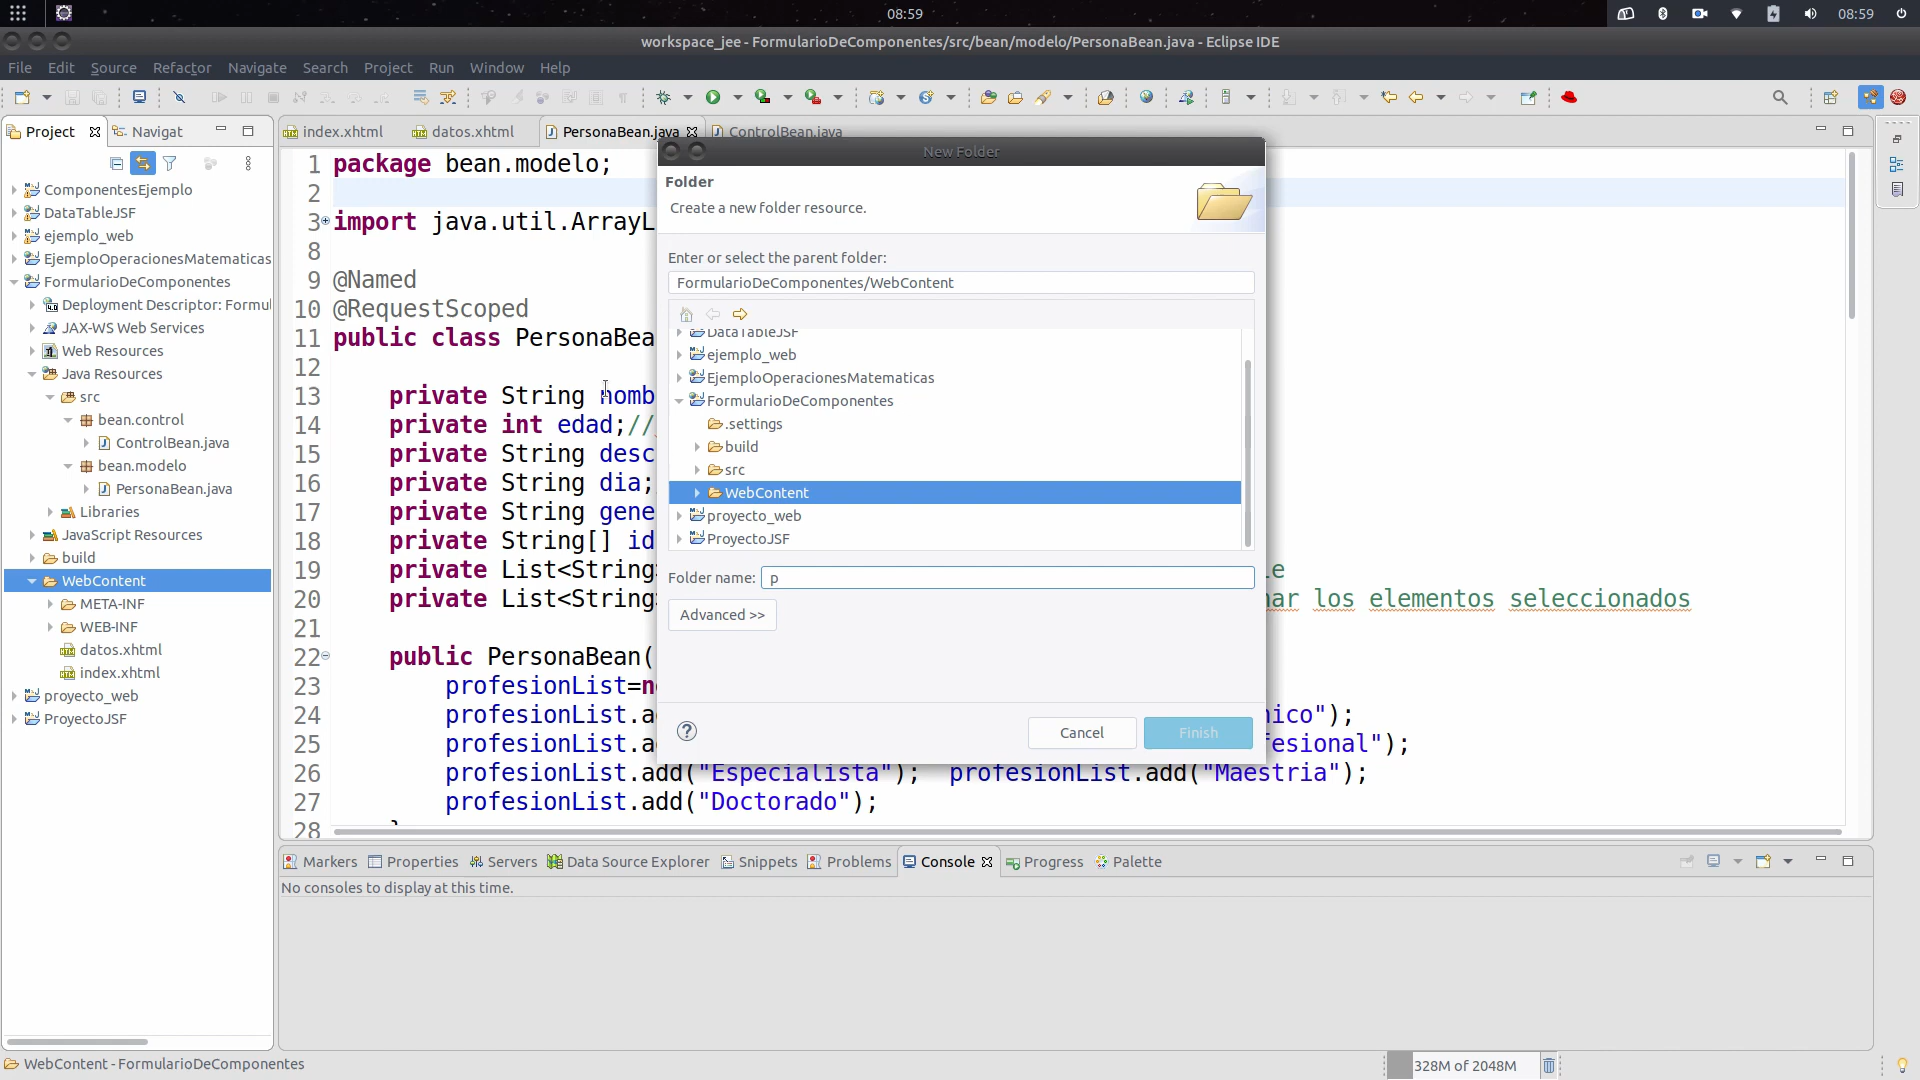 08:59
08:59
workspace_jee - FormularioDeComponentes/src/bean/modelo/PersonaBean.java - Eclipse IDE
File Edit Source Refactor Navigate Search Project Run Window Help
Project Navigat
index.xhtml datos.xhtml PersonaBean.java ControlBean.java
ComponentesEjemplo
DataTableJSF
ejemplo_web
EjemploOperacionesMatematicas
FormularioDeComponentes
Deployment Descriptor: Formul
JAX-WS Web Services
Web Resources
Java Resources
src
bean.control
ControlBean.java
bean.modelo
PersonaBean.java
Libraries
JavaScript Resources
build
WebContent
META-INF
WEB-INF
datos.xhtml
index.xhtml
proyecto_web
ProyectoJSF
1 package bean.modelo;
2
3 import java.util.ArrayL
8
9 @Named
10 @RequestScoped
11 public class PersonaBea
12
13 private String nomb
14 private int edad;//
15 private String desc
16 private String dia;
17 private String gene
18 private String[] id
19 private List<String
20 private List<String ar los elementos seleccionados
21
22 public PersonaBean(
23 profesionList=n
24 profesionList.a nico");
25 profesionList.a fesional");
26 profesionList.add("Especialista"); profesionList.add("Maestria");
27 profesionList.add("Doctorado");
28
New Folder
Folder
Create a new folder resource.
Enter or select the parent folder:
FormularioDeComponentes/WebContent
DataTableJSF
ejemplo_web
EjemploOperacionesMatematicas
FormularioDeComponentes
.settings
build
src
WebContent
proyecto_web
ProyectoJSF
Folder name: p
Advanced >>
Cancel Finish
Markers Properties Servers Data Source Explorer Snippets Problems Console Progress Palette
No consoles to display at this time.
WebContent - FormularioDeComponentes
328M of 2048M